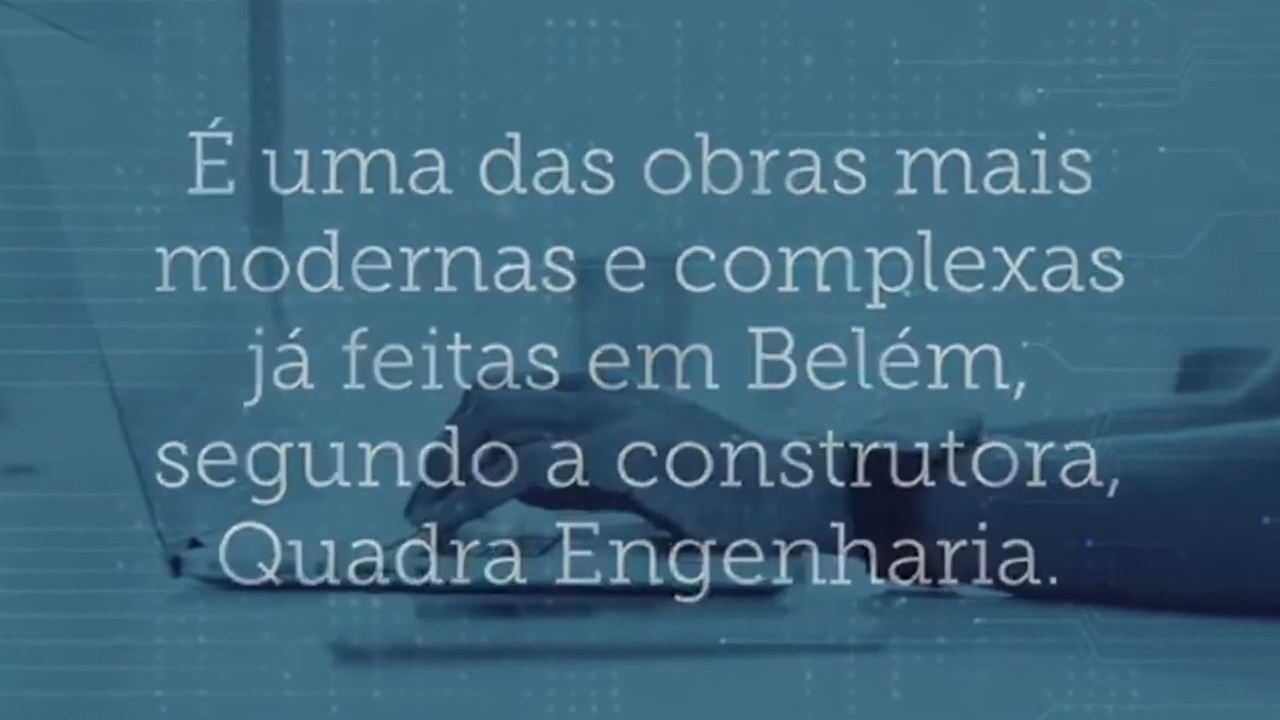 É uma das obras mais
modernas e complexas
já feitas em Belém,
segundo a construtora,
Quadra Engenharia.